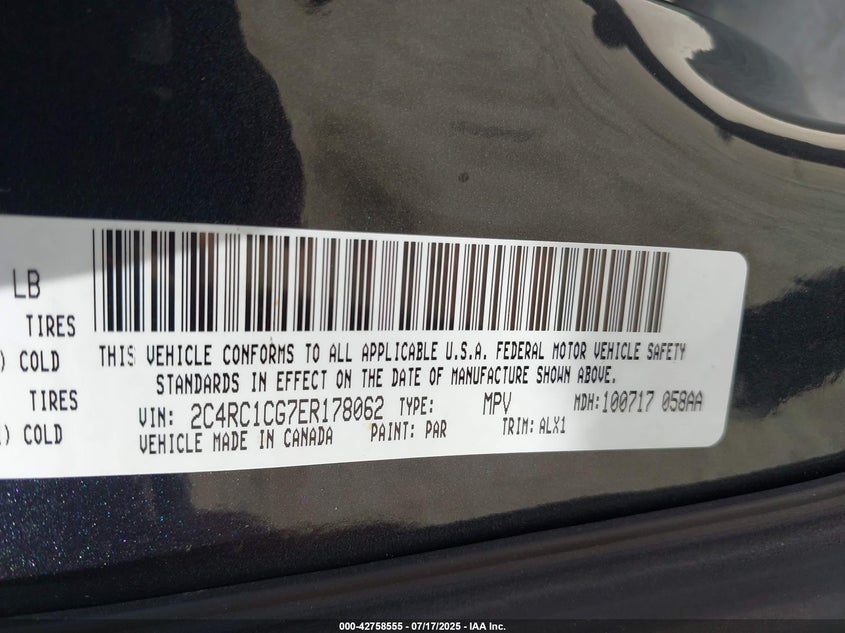 LB
TIRES
) COLD
TIRES
) COLD
THIS VEHICLE CONFORMS TO ALL APPLICABLE U.S.A. FEDERAL MOTOR VEHICLE SAFETY
STANDARDS IN EFFECT ON THE DATE OF MANUFACTURE SHOWN ABOVE.
VIN: 2C4RC1CG7ER178062 TYPE: MPV MDH:100717 058AA
VEHICLE MADE IN CANADA PAINT: PAR TRIM: ALX1
000-42758555 - 07/17/2025 - IAA Inc.